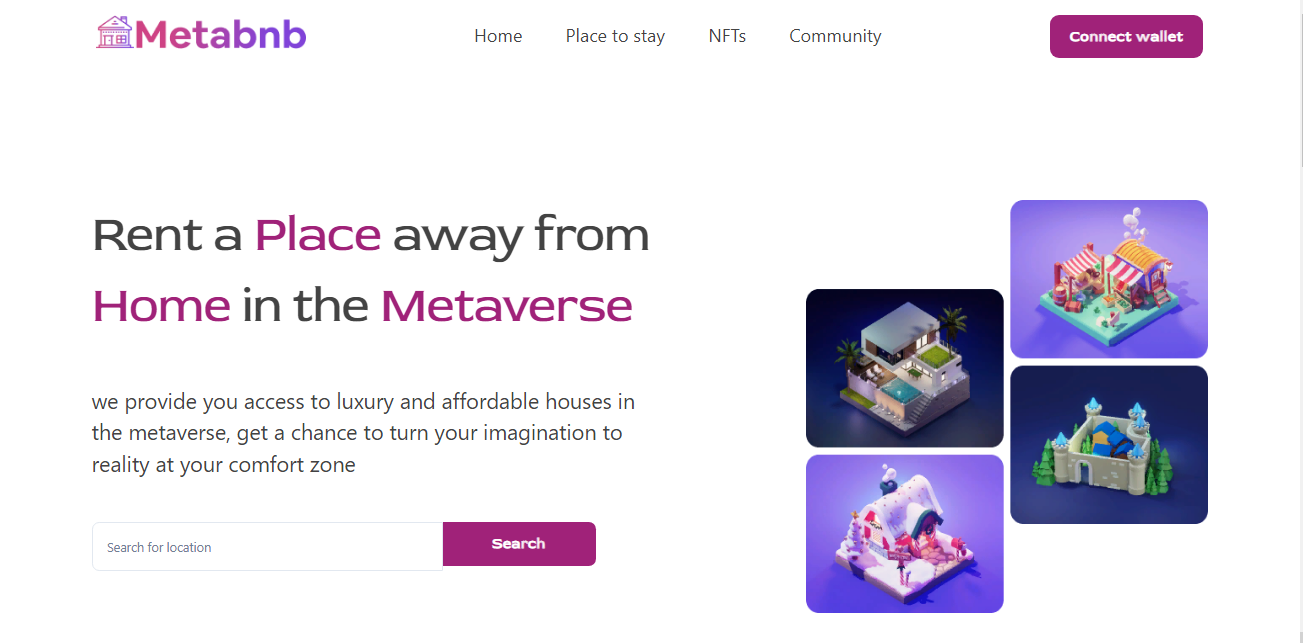 Metabnb
Home
Place to stay
NFTs
Community
Connect wallet
Rent a Place away from
Home in the Metaverse
we provide you access to luxury and affordable houses in
the metaverse, get a chance to turn your imagination to
reality at your comfort zone
Search for location
Search